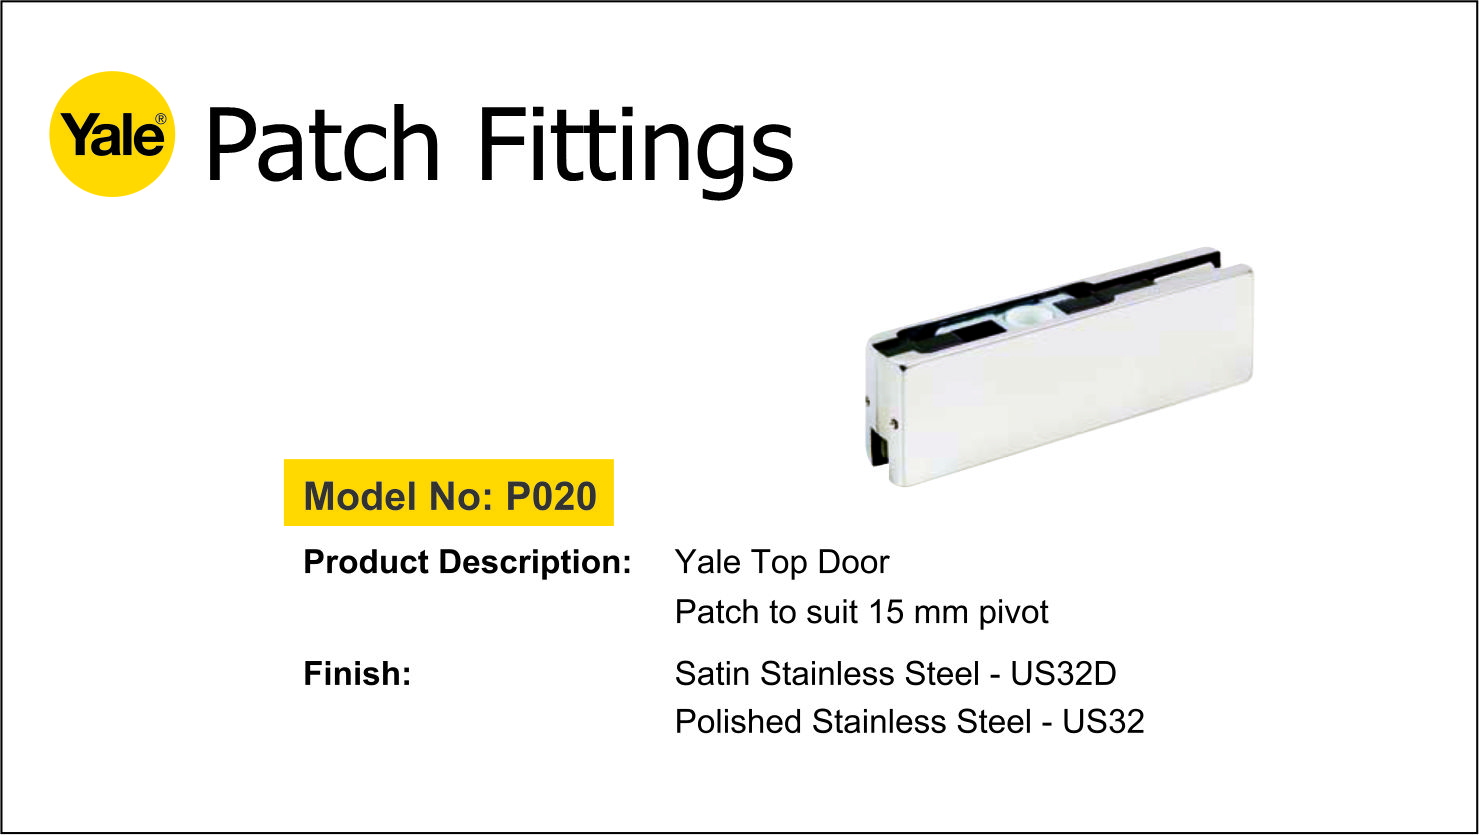 Yale®
Patch Fittings
Model No: P020
Product Description: Yale Top Door
Patch to suit 15 mm pivot
Finish: Satin Stainless Steel - US32D
Polished Stainless Steel - US32